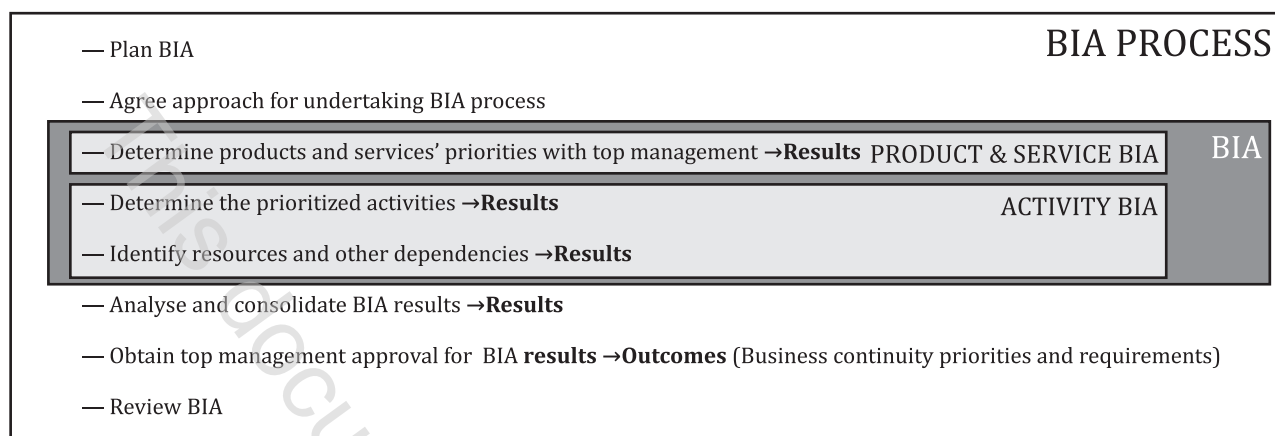 BIA PROCESS
— Plan BIA
— Agree approach for undertaking BIA process
— Determine products and services’ priorities with top management →Results PRODUCT & SERVICE BIA
BIA
— Determine the prioritized activities →Results
ACTIVITY BIA
— Identify resources and other dependencies →Results
— Analyse and consolidate BIA results →Results
— Obtain top management approval for BIA results →Outcomes (Business continuity priorities and requirements)
— Review BIA
This docu